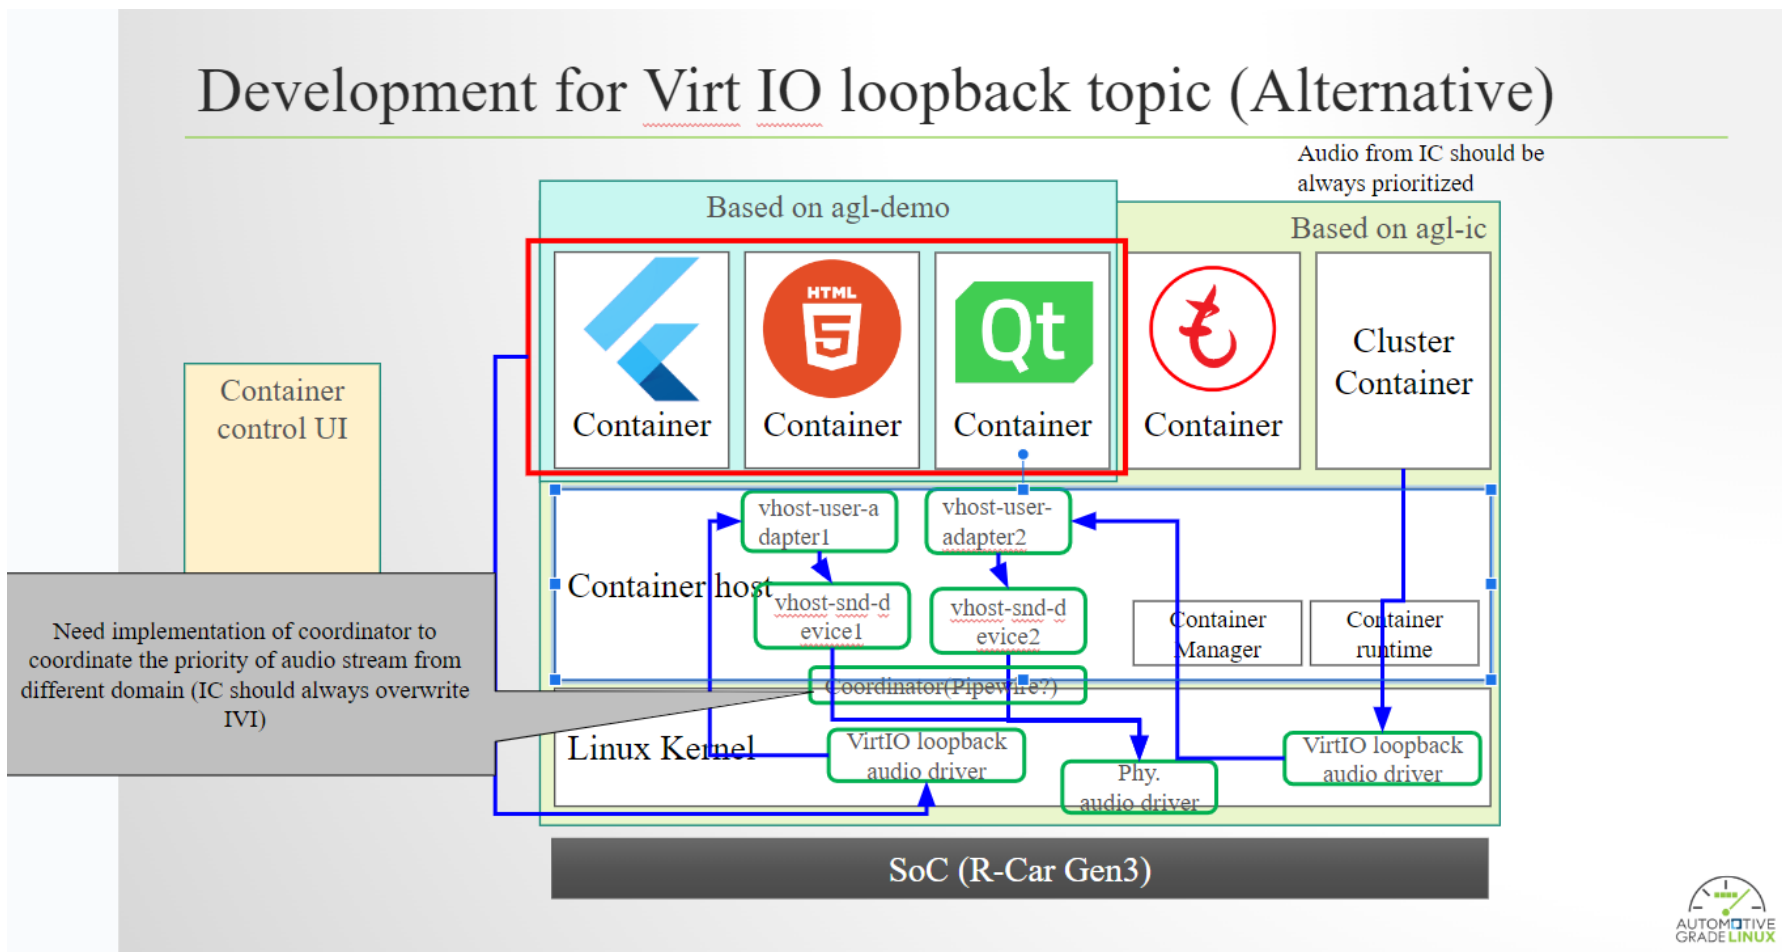 Development for Virt IO loopback topic (Alternative)
Audio from IC should be
always prioritized
Based on agl-demo
Based on agl-ic
HTML
5
Qt
も
Container
Container
Container
Container
Cluster
Container
Container
control UI
vhost-user-a
dapter1
vhost-user-
adapter2
Container host
vhost-snd-d
evice1
vhost-snd-d
evice2
Container
Manager
Container
runtime
Need implementation of coordinator to
coordinate the priority of audio stream from
different domain (IC should always overwrite
IVI)
Coordinator(Pipewire?)
Linux Kernel
VirtIO loopback
audio driver
Phy.
audio driver
VirtIO loopback
audio driver
SoC (R-Car Gen3)
AUTOMOTIVE
GRADE LINUX